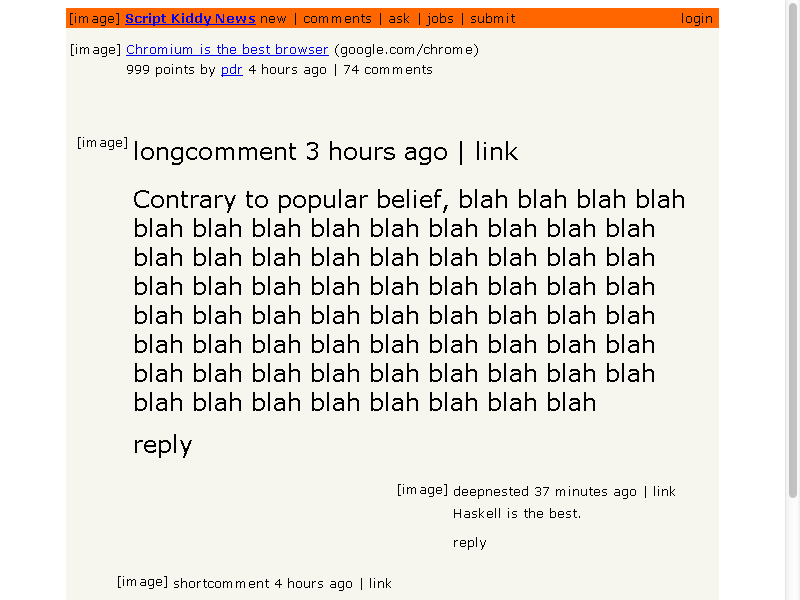 [image] Script Kiddy News new | comments | ask | jobs | submit login
[image] Chromium is the best browser (google.com/chrome)
999 points by pdr 4 hours ago | 74 comments
[image] longcomment 3 hours ago | link
Contrary to popular belief, blah blah blah blah
blah blah blah blah blah blah blah blah blah
blah blah blah blah blah blah blah blah blah
blah blah blah blah blah blah blah blah blah
blah blah blah blah blah blah blah blah blah
blah blah blah blah blah blah blah blah blah
blah blah blah blah blah blah blah blah blah
blah blah blah blah blah blah blah blah
reply
[image] deepnested 37 minutes ago | link
Haskell is the best.
reply
[image] shortcomment 4 hours ago | link